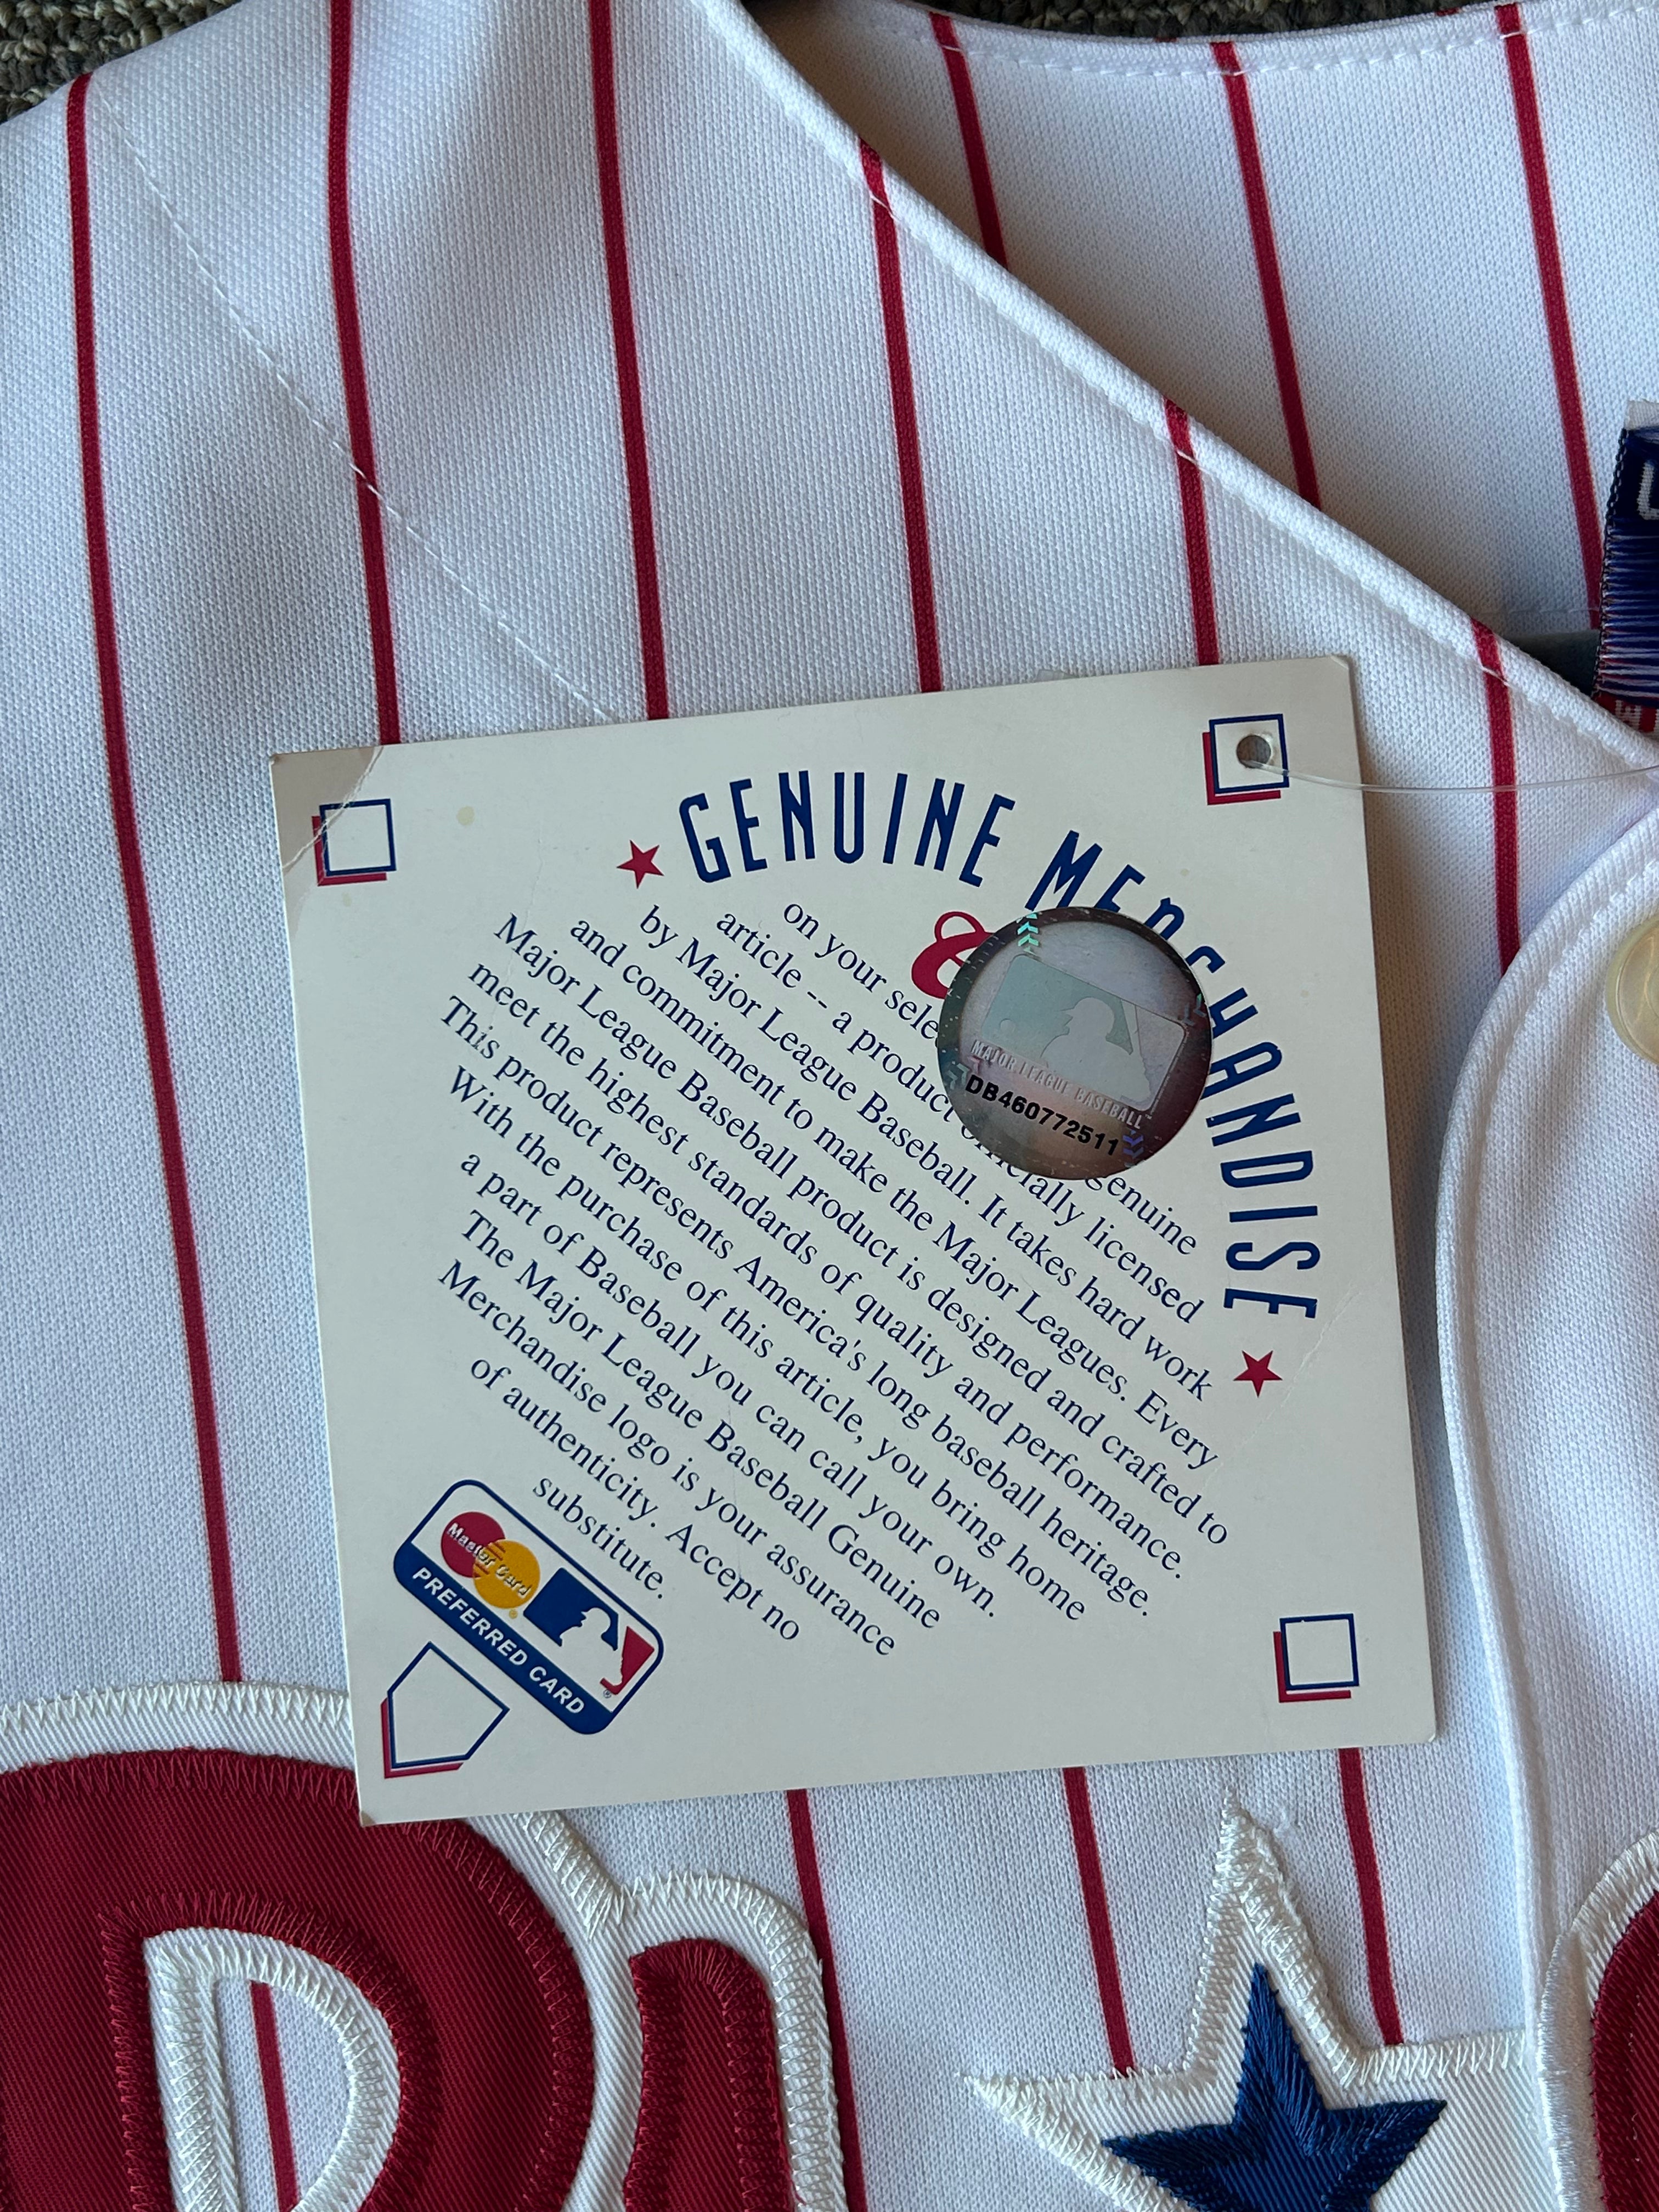 GENUINE MERCHANDISE
on your genuine
article -- a product officially licensed
by Major League Baseball. It takes hard work
and commitment to make the Major Leagues. Every
Major League Baseball product is designed and crafted to
meet the highest standards of quality and performance.
This product represents America's long baseball heritage.
With the purchase of this article, you bring home
a part of Baseball you can call your own.
The Major League Baseball Genuine
Merchandise logo is your assurance
of authenticity. Accept no
substitute.
MAJOR LEAGUE BASEBALL
DB460772511
MasterCard
PREFERRED CARD
Ph